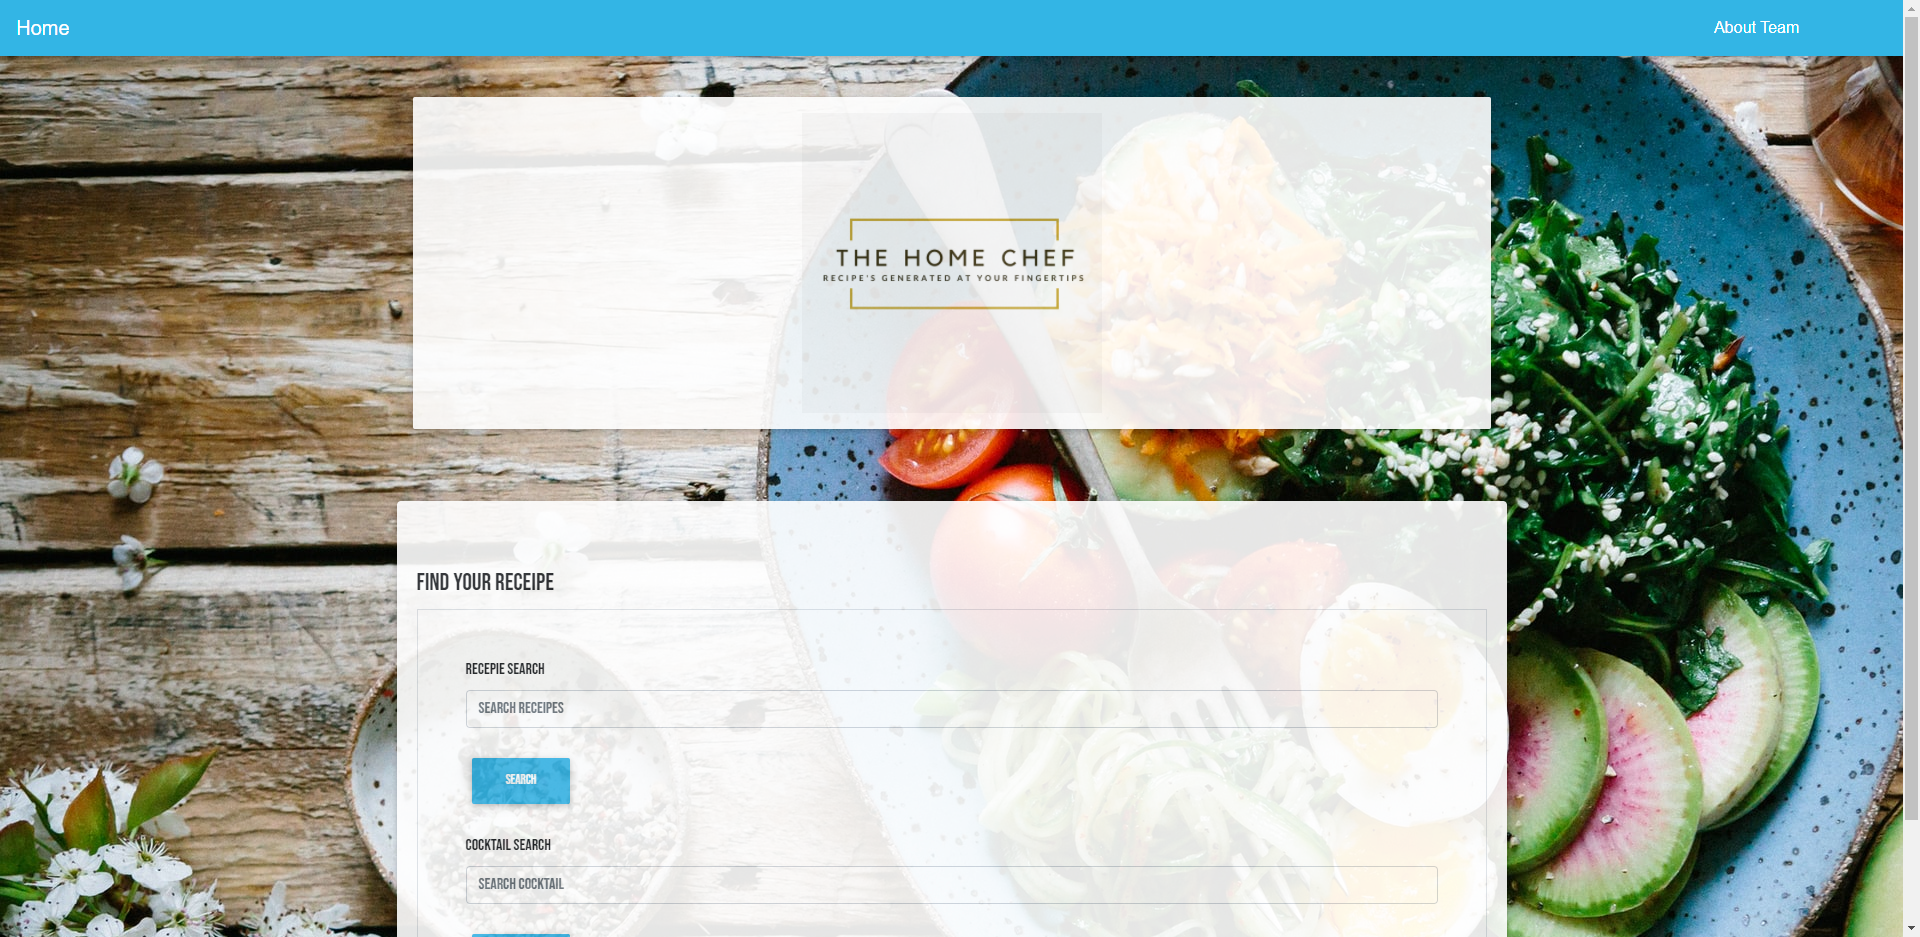 Home
About Team
THE HOME CHEF
RECIPE'S GENERATED AT YOUR FINGERTIPS
FIND YOUR RECEIPE
RECEPIE SEARCH
SEARCH RECEIPES
SEARCH
COCKTAIL SEARCH
SEARCH COCKTAIL